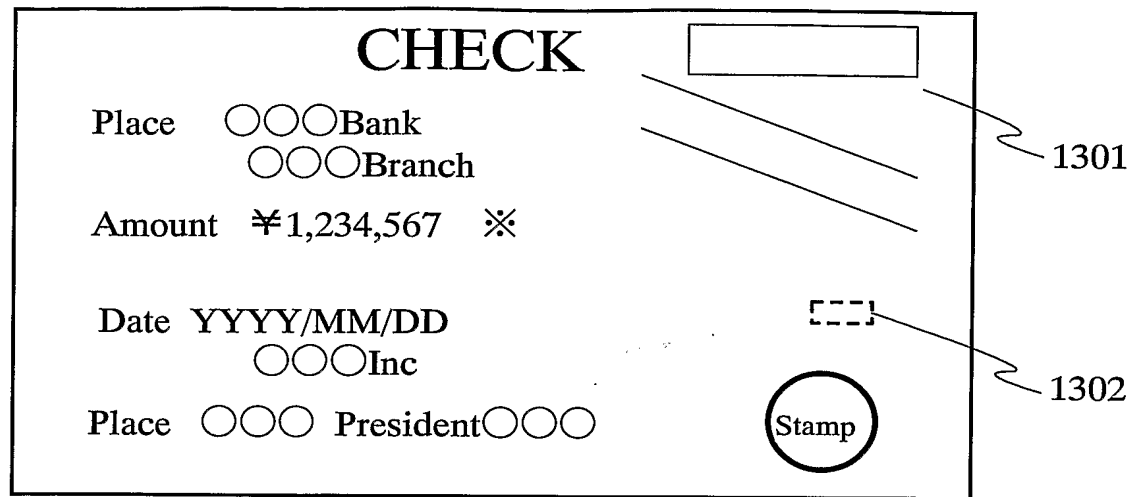 CHECK
Place ○○○Bank
○○○Branch
1301
Amount ¥1,234,567 ※
Date YYYY/MM/DD
○○○Inc
1302
Place ○○○ President○○○
Stamp